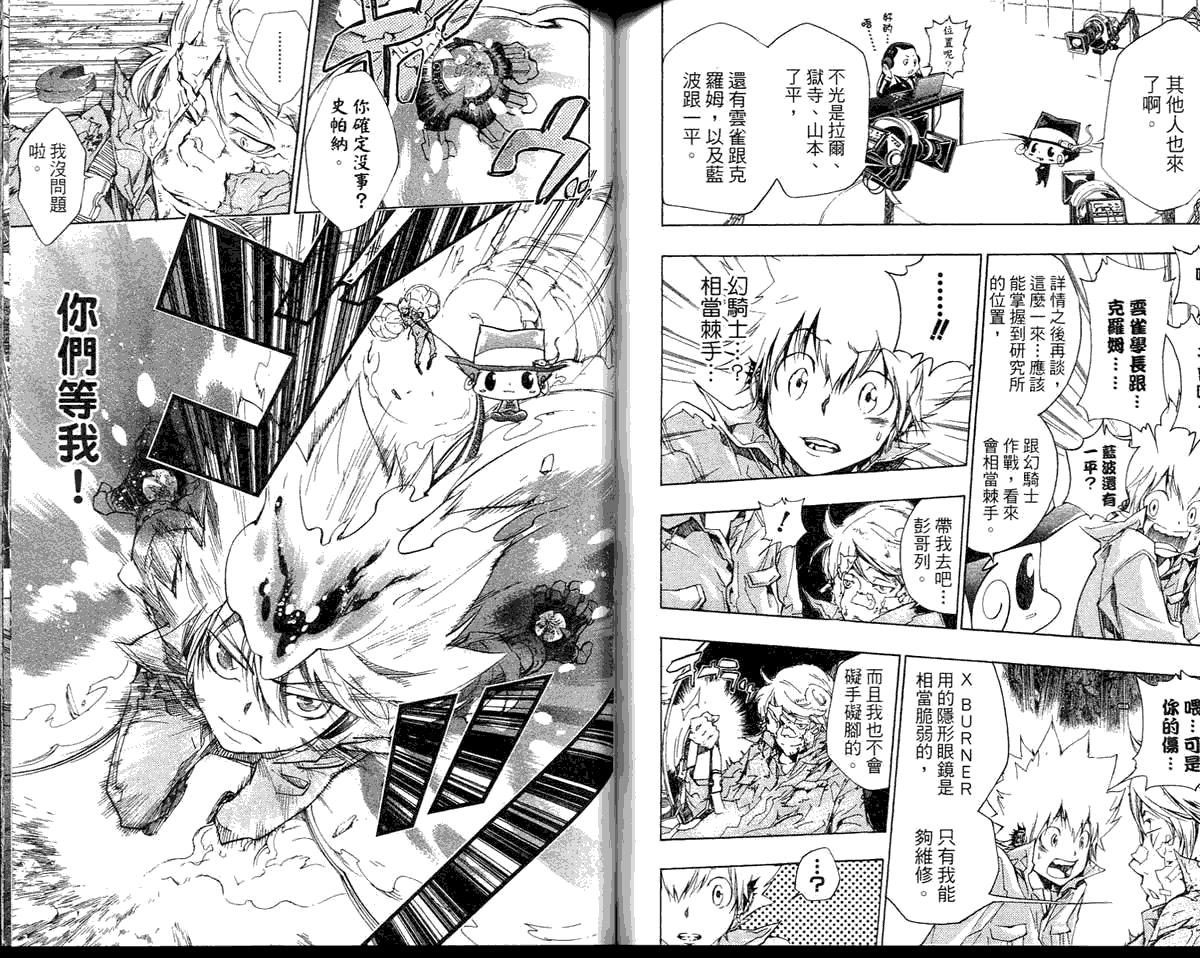 其他人也來
了啊。
位置呢？
好的
嗯……
不光是拉爾、
獄寺、山本、
了平，
還有雲雀跟克
羅姆，以及藍
波跟一平。
雲雀學長跟
克羅姆……
藍波還有
一平？
詳情之後再談，
這麼一來…應該
能掌握到研究所
的位置，
跟幻騎士
作戰，看來
會相當棘手。
……!!
幻騎士…？
相當棘手…
帶我去吧…
彭哥列。
！
喂…可是
你的傷…
X BURNER
用的隱形眼鏡是
相當脆弱的，
只有我能
夠維修。
而且我也不會
礙手礙腳的。
…？
你確定沒事？
史帕納。
………
我沒問題
啦。
你們等我！